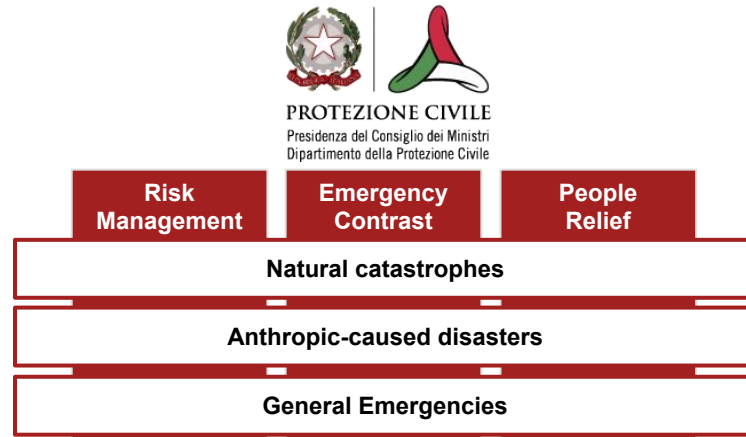 PROTEZIONE CIVILE
Presidenza del Consiglio dei Ministri
Dipartimento della Protezione Civile
Risk
Management
Emergency
Contrast
People
Relief
Natural catastrophes
Anthropic-caused disasters
General Emergencies